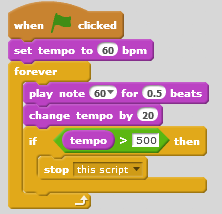 when clicked
set tempo to 60 bpm
forever
play note 60 for 0.5 beats
change tempo by 20
if tempo > 500 then
stop this script